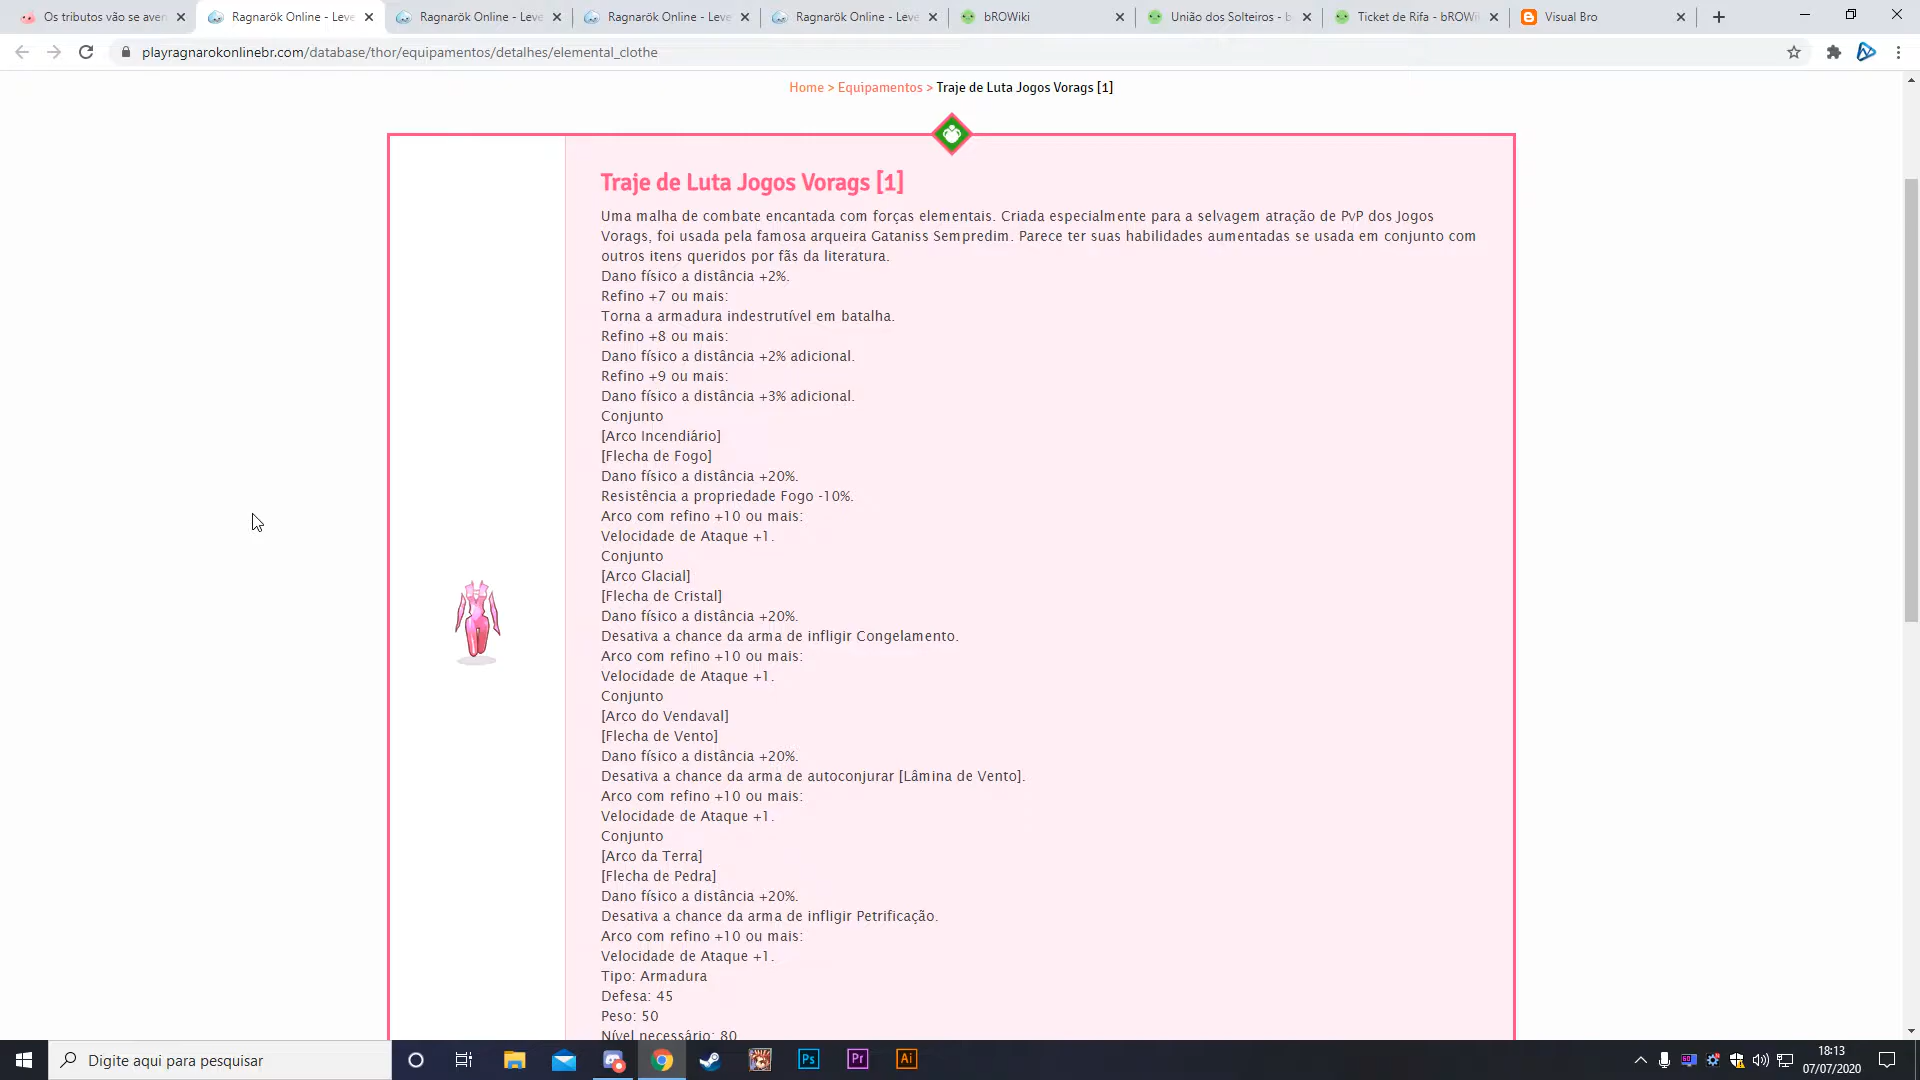 Os tributos vão se aven
Ragnarök Online - Leve
Ragnarök Online - Leve
Ragnarök Online - Leve
Ragnarök Online - Leve
bROWiki
União dos Solteiros - b
Ticket de Rifa - bROWi
Visual Bro
playragnarokonlinebr.com/database/thor/equipamentos/detalhes/elemental_clothe
Home > Equipamentos > Traje de Luta Jogos Vorags [1]
Traje de Luta Jogos Vorags [1]
Uma malha de combate encantada com forças elementais. Criada especialmente para a selvagem atração de PvP dos Jogos
Vorags, foi usada pela famosa arqueira Gataniss Sempredim. Parece ter suas habilidades aumentadas se usada em conjunto com
outros itens queridos por fãs da literatura.
Dano físico a distância +2%.
Refino +7 ou mais:
Torna a armadura indestrutível em batalha.
Refino +8 ou mais:
Dano físico a distância +2% adicional.
Refino +9 ou mais:
Dano físico a distância +3% adicional.
Conjunto
[Arco Incendiário]
[Flecha de Fogo]
Dano físico a distância +20%.
Resistência a propriedade Fogo -10%.
Arco com refino +10 ou mais:
Velocidade de Ataque +1.
Conjunto
[Arco Glacial]
[Flecha de Cristal]
Dano físico a distância +20%.
Desativa a chance da arma de infligir Congelamento.
Arco com refino +10 ou mais:
Velocidade de Ataque +1.
Conjunto
[Arco do Vendaval]
[Flecha de Vento]
Dano físico a distância +20%.
Desativa a chance da arma de autoconjurar [Lâmina de Vento].
Arco com refino +10 ou mais:
Velocidade de Ataque +1.
Conjunto
[Arco da Terra]
[Flecha de Pedra]
Dano físico a distância +20%.
Desativa a chance da arma de infligir Petrificação.
Arco com refino +10 ou mais:
Velocidade de Ataque +1.
Tipo: Armadura
Defesa: 45
Peso: 50
Nível necessário: 80
Digite aqui para pesquisar
Ps
Pr
Ai
18:13
07/07/2020